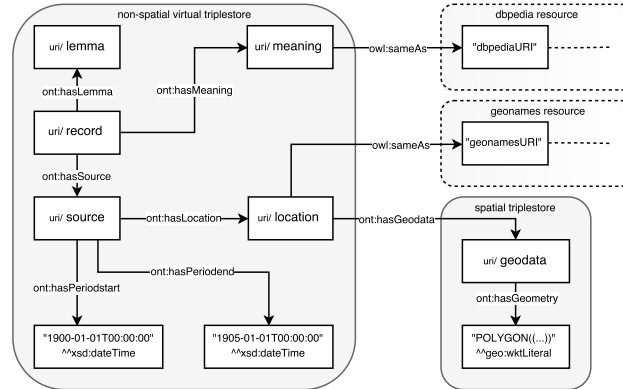 non-spatial virtual triplestore
dbpedia resource
uri/ lemma
uri/ meaning
owl:sameAs
"dbpediaURI"
ont:hasLemma
ont:hasMeaning
geonames resource
uri/ record
owl:sameAs
"geonamesURI"
ont:hasSource
spatial triplestore
uri/ source
ont:hasLocation
uri/ location
ont:hasGeodata
uri/ geodata
ont:hasPeriodend
ont:hasPeriodstart
ont:hasGeometry
"1900-01-01T00:00:00"
^^xsd:dateTime
"1905-01-01T00:00:00"
^^xsd:dateTime
"POLYGON((...))"
^^geo:wktLiteral